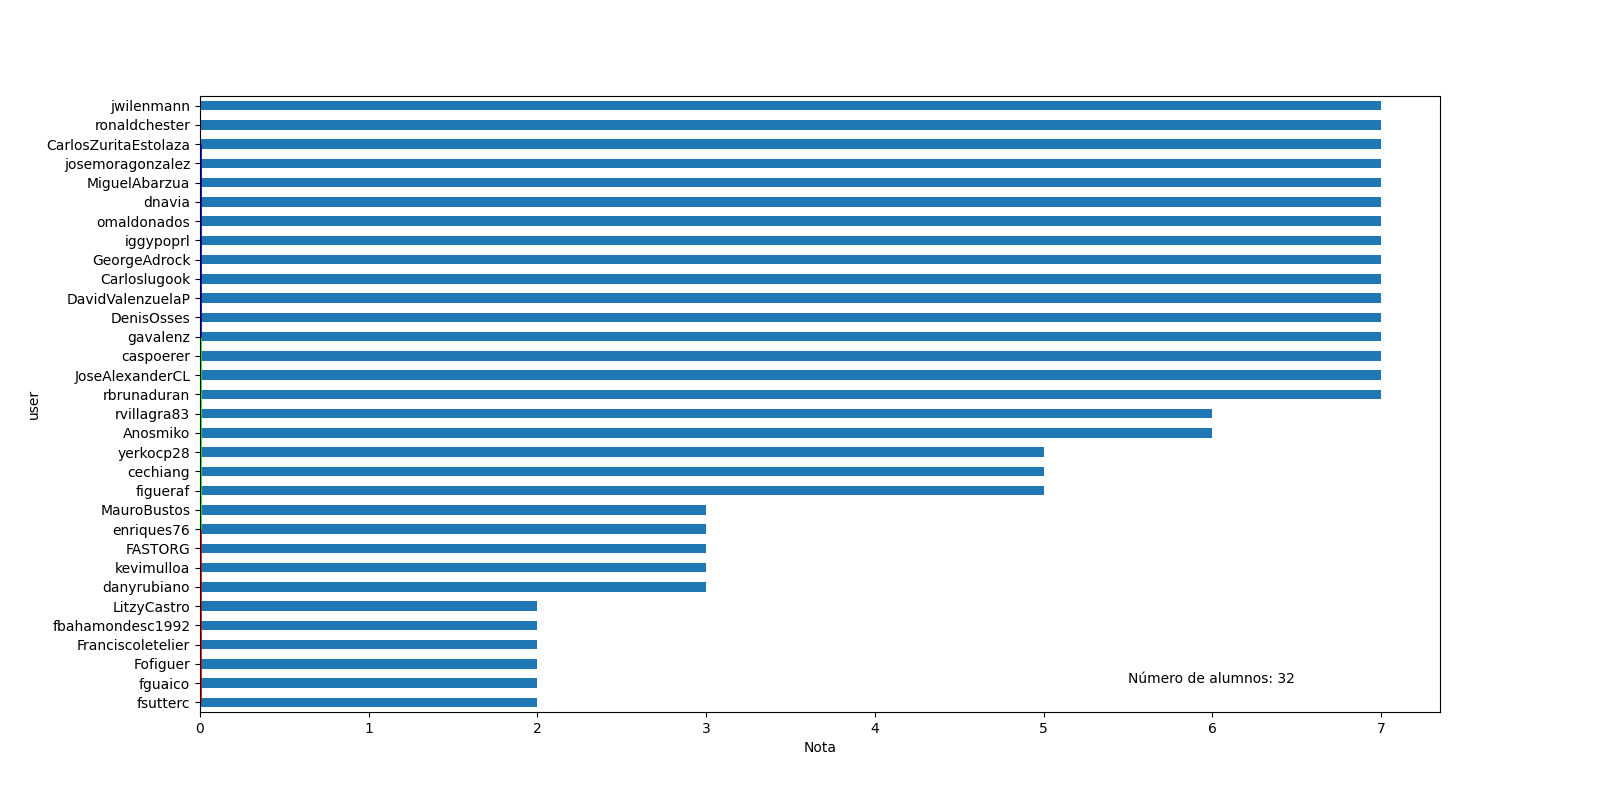 jwilenmann
ronaldchester
CarlosZuritaEstolaza
josemoragonzalez
MiguelAbarzua
dnavia
omaldonados
iggypoprl
GeorgeAdrock
Carloslugook
DavidValenzuelaP
DenisOsses
gavalenz
caspoerer
JoseAlexanderCL
rbrunaduran
rvillagra83
Anosmiko
yerkocp28
cechiang
figueraf
MauroBustos
enriques76
FASTORG
kevimulloa
danyrubiano
LitzyCastro
fbahamondesc1992
Franciscoletelier
Fofiguer
fguaico
fsutterc
user
Número de alumnos: 32
0 1 2 3 4 5 6 7
Nota